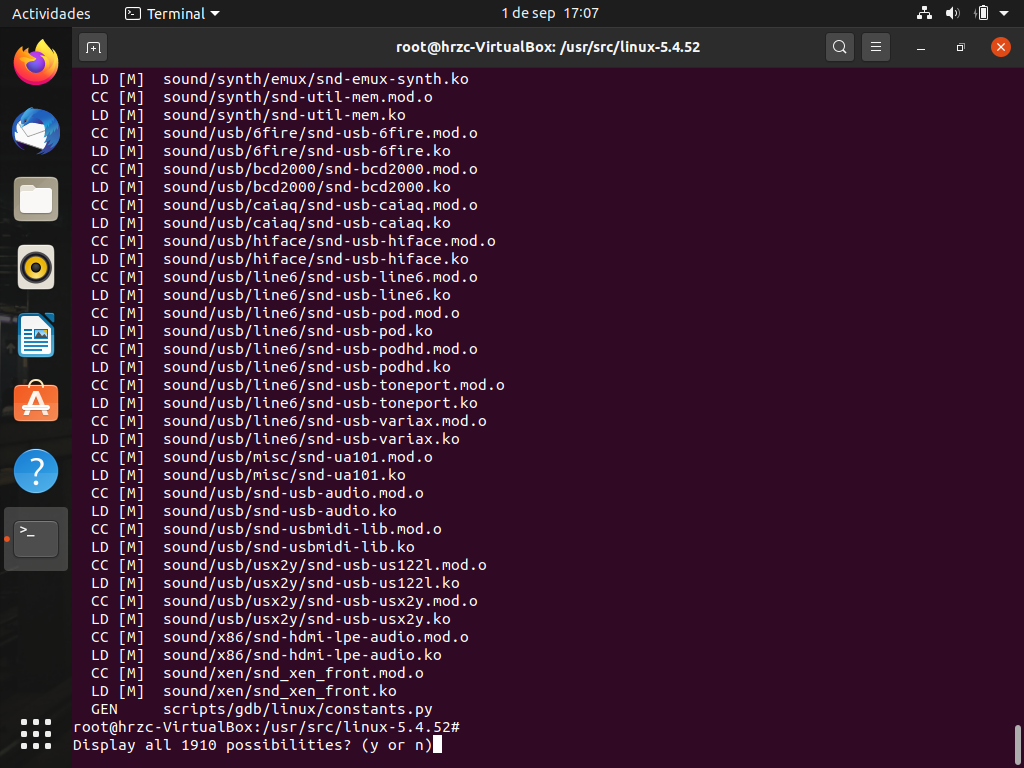 Actividades
Terminal
1 de sep 17:07
root@hrzc-VirtualBox: /usr/src/linux-5.4.52
LD [M] sound/synth/emux/snd-emux-synth.ko
CC [M] sound/synth/snd-util-mem.mod.o
LD [M] sound/synth/snd-util-mem.ko
CC [M] sound/usb/6fire/snd-usb-6fire.mod.o
LD [M] sound/usb/6fire/snd-usb-6fire.ko
CC [M] sound/usb/bcd2000/snd-bcd2000.mod.o
LD [M] sound/usb/bcd2000/snd-bcd2000.ko
CC [M] sound/usb/caiaq/snd-usb-caiaq.mod.o
LD [M] sound/usb/caiaq/snd-usb-caiaq.ko
CC [M] sound/usb/hiface/snd-usb-hiface.mod.o
LD [M] sound/usb/hiface/snd-usb-hiface.ko
CC [M] sound/usb/line6/snd-usb-line6.mod.o
LD [M] sound/usb/line6/snd-usb-line6.ko
CC [M] sound/usb/line6/snd-usb-pod.mod.o
LD [M] sound/usb/line6/snd-usb-pod.ko
CC [M] sound/usb/line6/snd-usb-podhd.mod.o
LD [M] sound/usb/line6/snd-usb-podhd.ko
CC [M] sound/usb/line6/snd-usb-toneport.mod.o
LD [M] sound/usb/line6/snd-usb-toneport.ko
CC [M] sound/usb/line6/snd-usb-variax.mod.o
LD [M] sound/usb/line6/snd-usb-variax.ko
CC [M] sound/usb/misc/snd-ua101.mod.o
LD [M] sound/usb/misc/snd-ua101.ko
CC [M] sound/usb/snd-usb-audio.mod.o
LD [M] sound/usb/snd-usb-audio.ko
CC [M] sound/usb/snd-usbmidi-lib.mod.o
LD [M] sound/usb/snd-usbmidi-lib.ko
CC [M] sound/usb/usx2y/snd-usb-us122l.mod.o
LD [M] sound/usb/usx2y/snd-usb-us122l.ko
CC [M] sound/usb/usx2y/snd-usb-usx2y.mod.o
LD [M] sound/usb/usx2y/snd-usb-usx2y.ko
CC [M] sound/x86/snd-hdmi-lpe-audio.mod.o
LD [M] sound/x86/snd-hdmi-lpe-audio.ko
CC [M] sound/xen/snd_xen_front.mod.o
LD [M] sound/xen/snd_xen_front.ko
GEN scripts/gdb/linux/constants.py
root@hrzc-VirtualBox:/usr/src/linux-5.4.52#
Display all 1910 possibilities? (y or n)